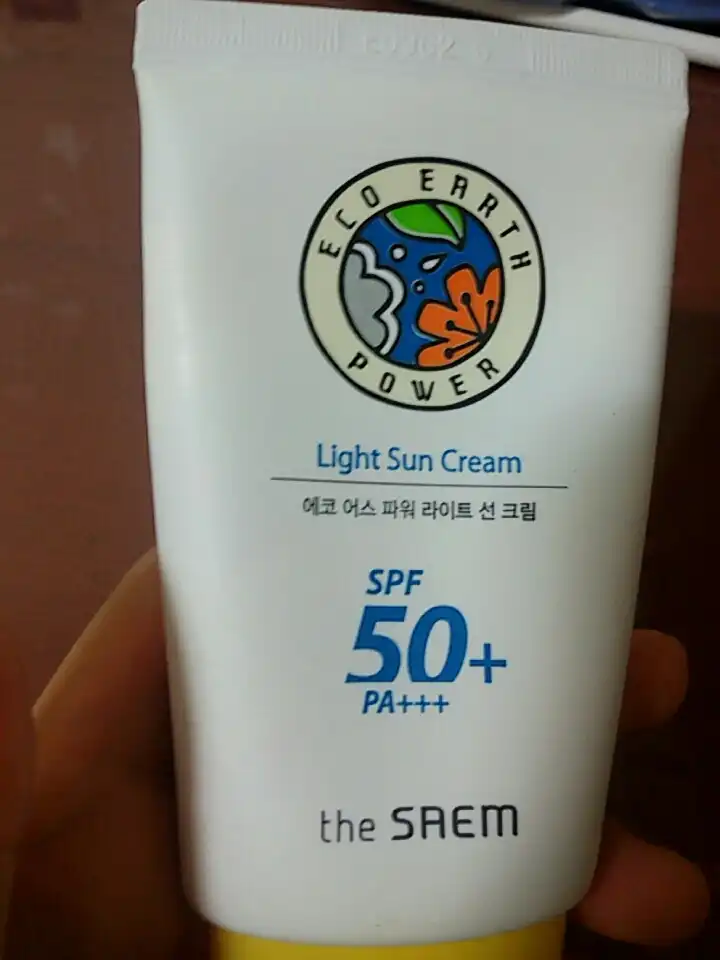 ECO EARTH
POWER
Light Sun Cream
에코 어스 파워 라이트 선 크림
SPF
50+
PA+++
the SAEM